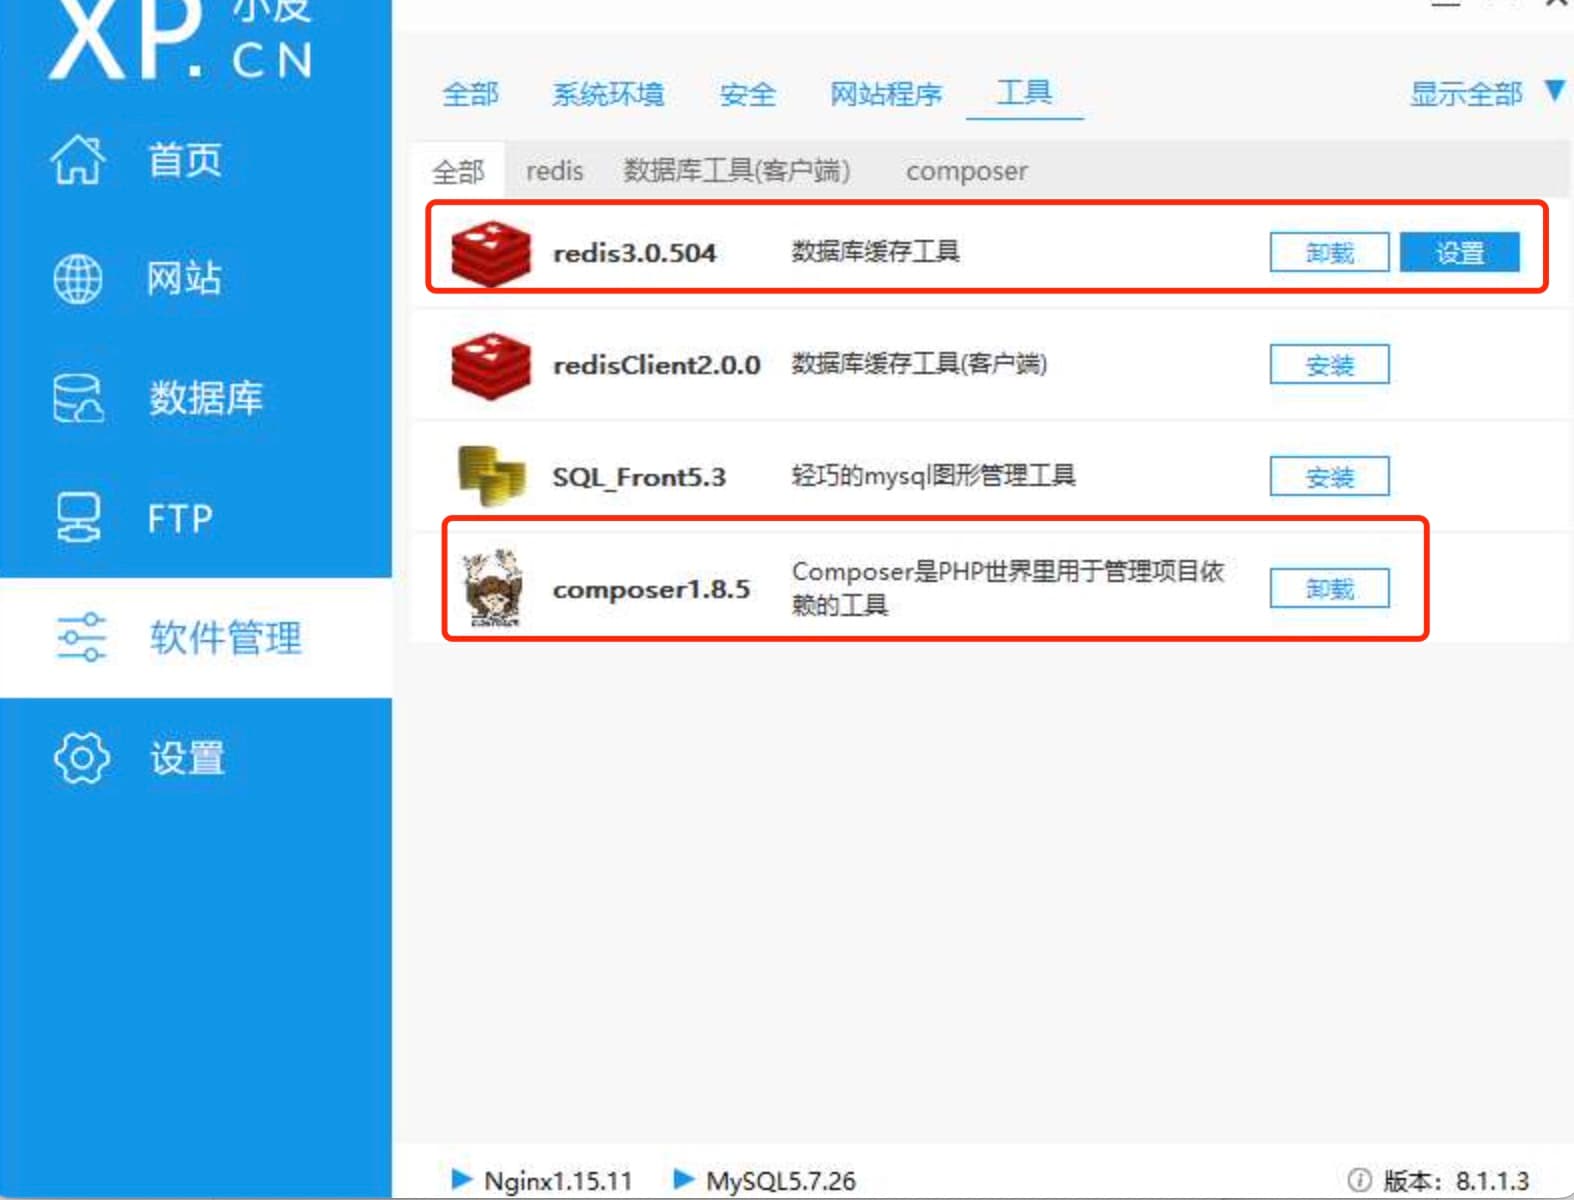 XP. 小皮
CN
首页
网站
数据库
FTP
软件管理
设置
全部 系统环境 安全 网站程序 工具 显示全部
全部 redis 数据库工具(客户端) composer
redis3.0.504 数据库缓存工具 卸载 设置
redisClient2.0.0 数据库缓存工具(客户端) 安装
SQL_Front5.3 轻巧的mysql图形管理工具 安装
composer1.8.5 Composer是PHP世界里用于管理项目依
赖的工具 卸载
Nginx1.15.11 MySQL5.7.26 版本：8.1.1.3